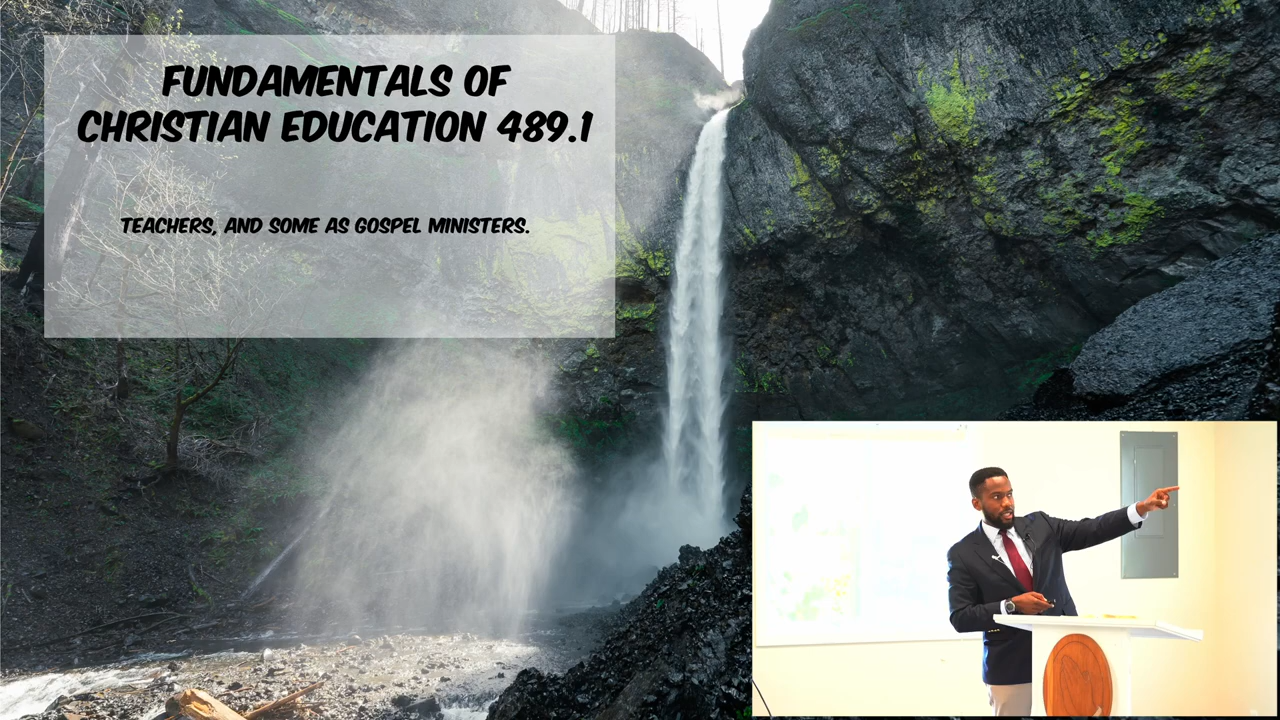 FUNDAMENTALS OF
CHRISTIAN EDUCATION 489.1
TEACHERS, AND SOME AS GOSPEL MINISTERS.